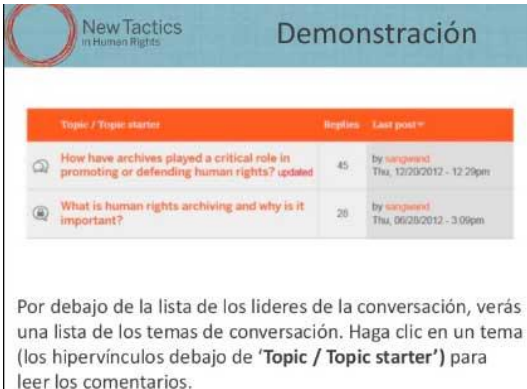 New Tactics
in Human Rights
Demonstración
Topic / Topic starter Replies Last post
How have archives played a critical role in 45 by sangwand
promoting or defending human rights? updated Thu, 12/20/2012 - 12:29pm
What is human rights archiving and why is it 28 by sangwand
important? Thu, 06/28/2012 - 3:09pm
Por debajo de la lista de los lideres de la conversación, verás
una lista de los temas de conversación. Haga clic en un tema
(los hipervínculos debajo de ‘Topic / Topic starter’) para
leer los comentarios.